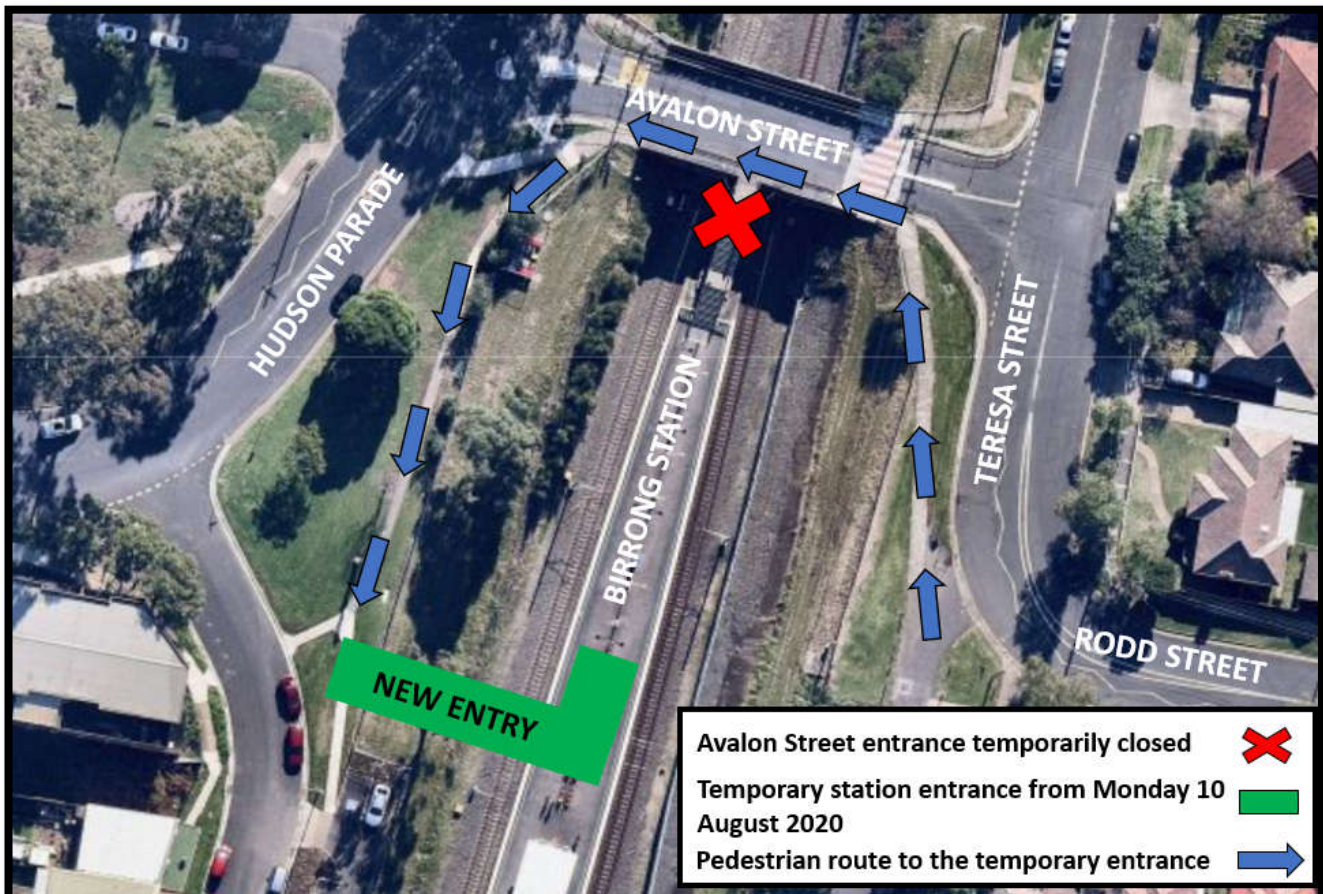 AVALON STREET
HUDSON PARADE
TERESA STREET
BIRRONG STATION
RODD STREET
NEW ENTRY
Avalon Street entrance temporarily closed
Temporary station entrance from Monday 10
August 2020
Pedestrian route to the temporary entrance